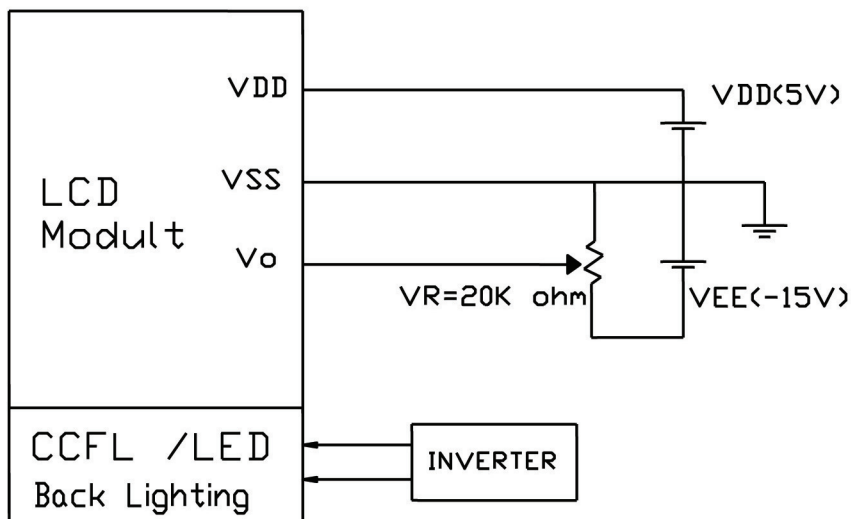 VDD
VDD(5V)
VSS
LCD
Modult
Vo
VR=20K ohm
VEE(-15V)
CCFL /LED
Back Lighting
INVERTER